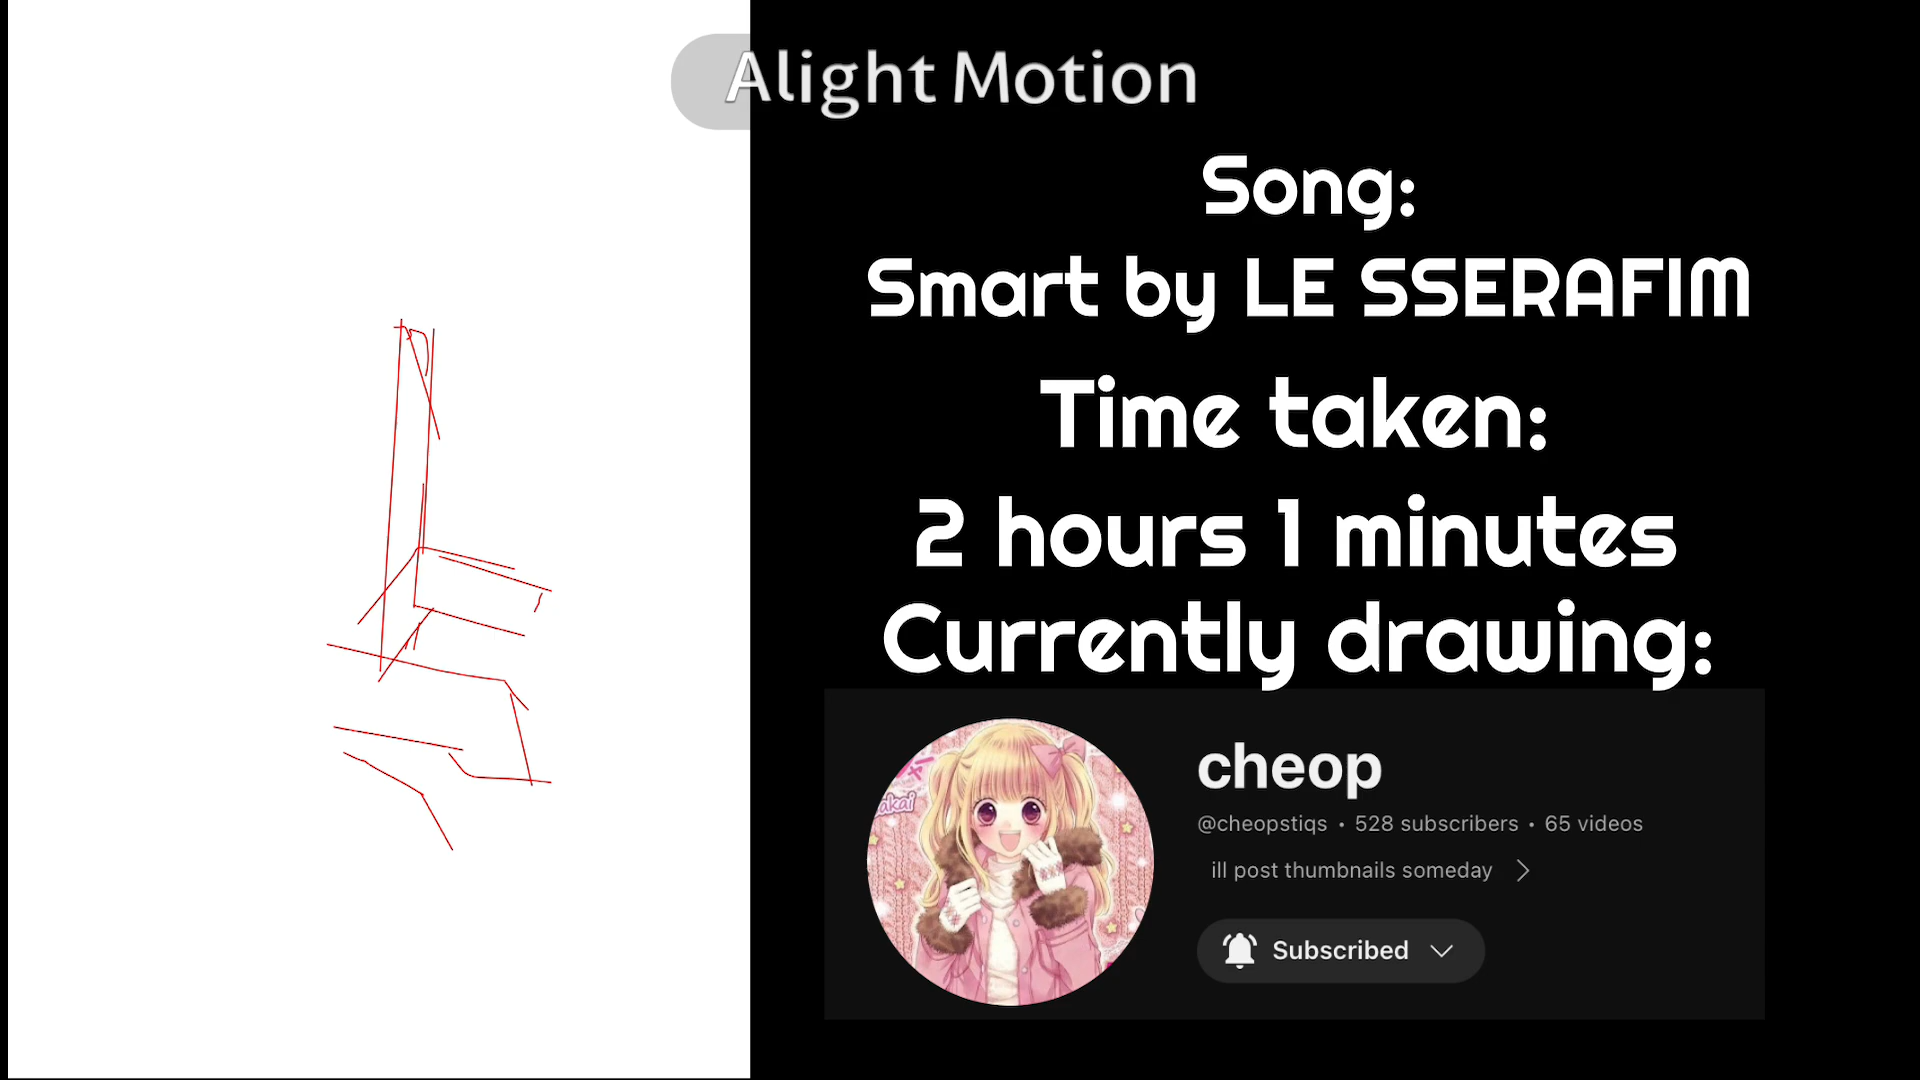 Alight Motion
Song:
Smart by LE SSERAFIM
Time taken:
2 hours 1 minutes
Currently drawing:
akai
cheop
@cheopstiqs • 528 subscribers • 65 videos
ill post thumbnails someday
Subscribed